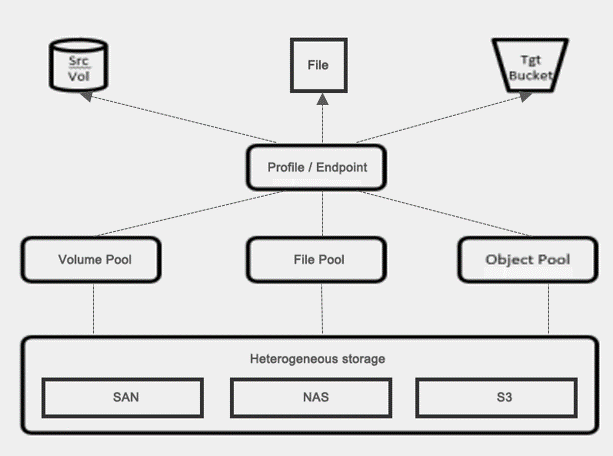 Src
Vol
File
Tgt
Bucket
Profile / Endpoint
Volume Pool
File Pool
Object Pool
Heterogeneous storage
SAN
NAS
S3